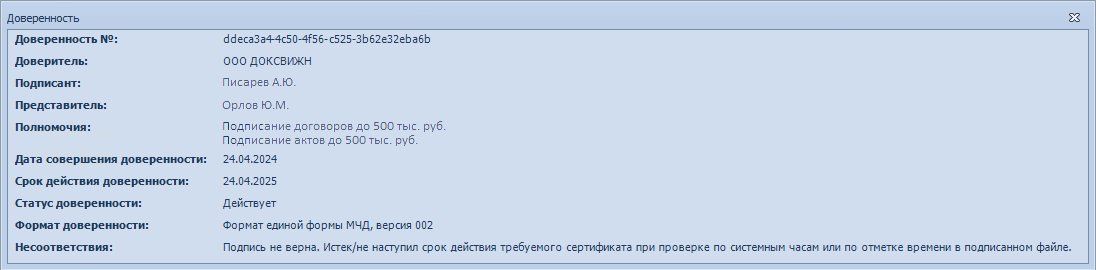 Доверенность
Доверенность №: ddeca3a4-4c50-4f56-c525-3b62e32eba6b
Доверитель: ООО ДОКСВИЖН
Подписант: Писарев А.Ю.
Представитель: Орлов Ю.М.
Полномочия: Подписание договоров до 500 тыс. руб.
Подписание актов до 500 тыс. руб.
Дата совершения доверенности: 24.04.2024
Срок действия доверенности: 24.04.2025
Статус доверенности: Действует
Формат доверенности: Формат единой формы МЧД, версия 002
Несоответствия: Подпись не верна. Истек/не наступил срок действия требуемого сертификата при проверке по системным часам или по отметке времени в подписанном файле.